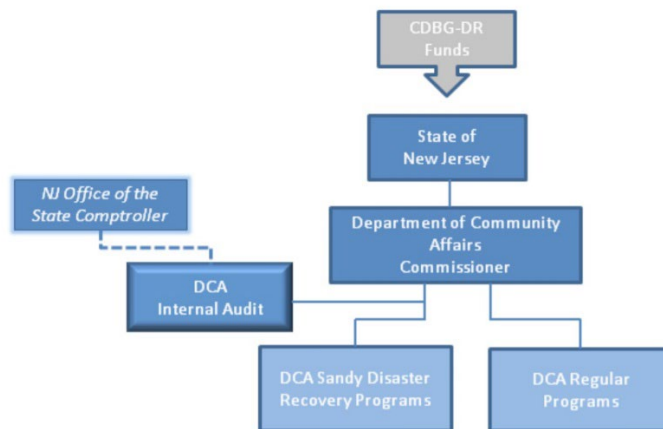 CDBG-DR
Funds
State of
New Jersey
NJ Office of the
State Comptroller
Department of Community
Affairs
Commissioner
DCA
Internal Audit
DCA Sandy Disaster
Recovery Programs
DCA Regular
Programs